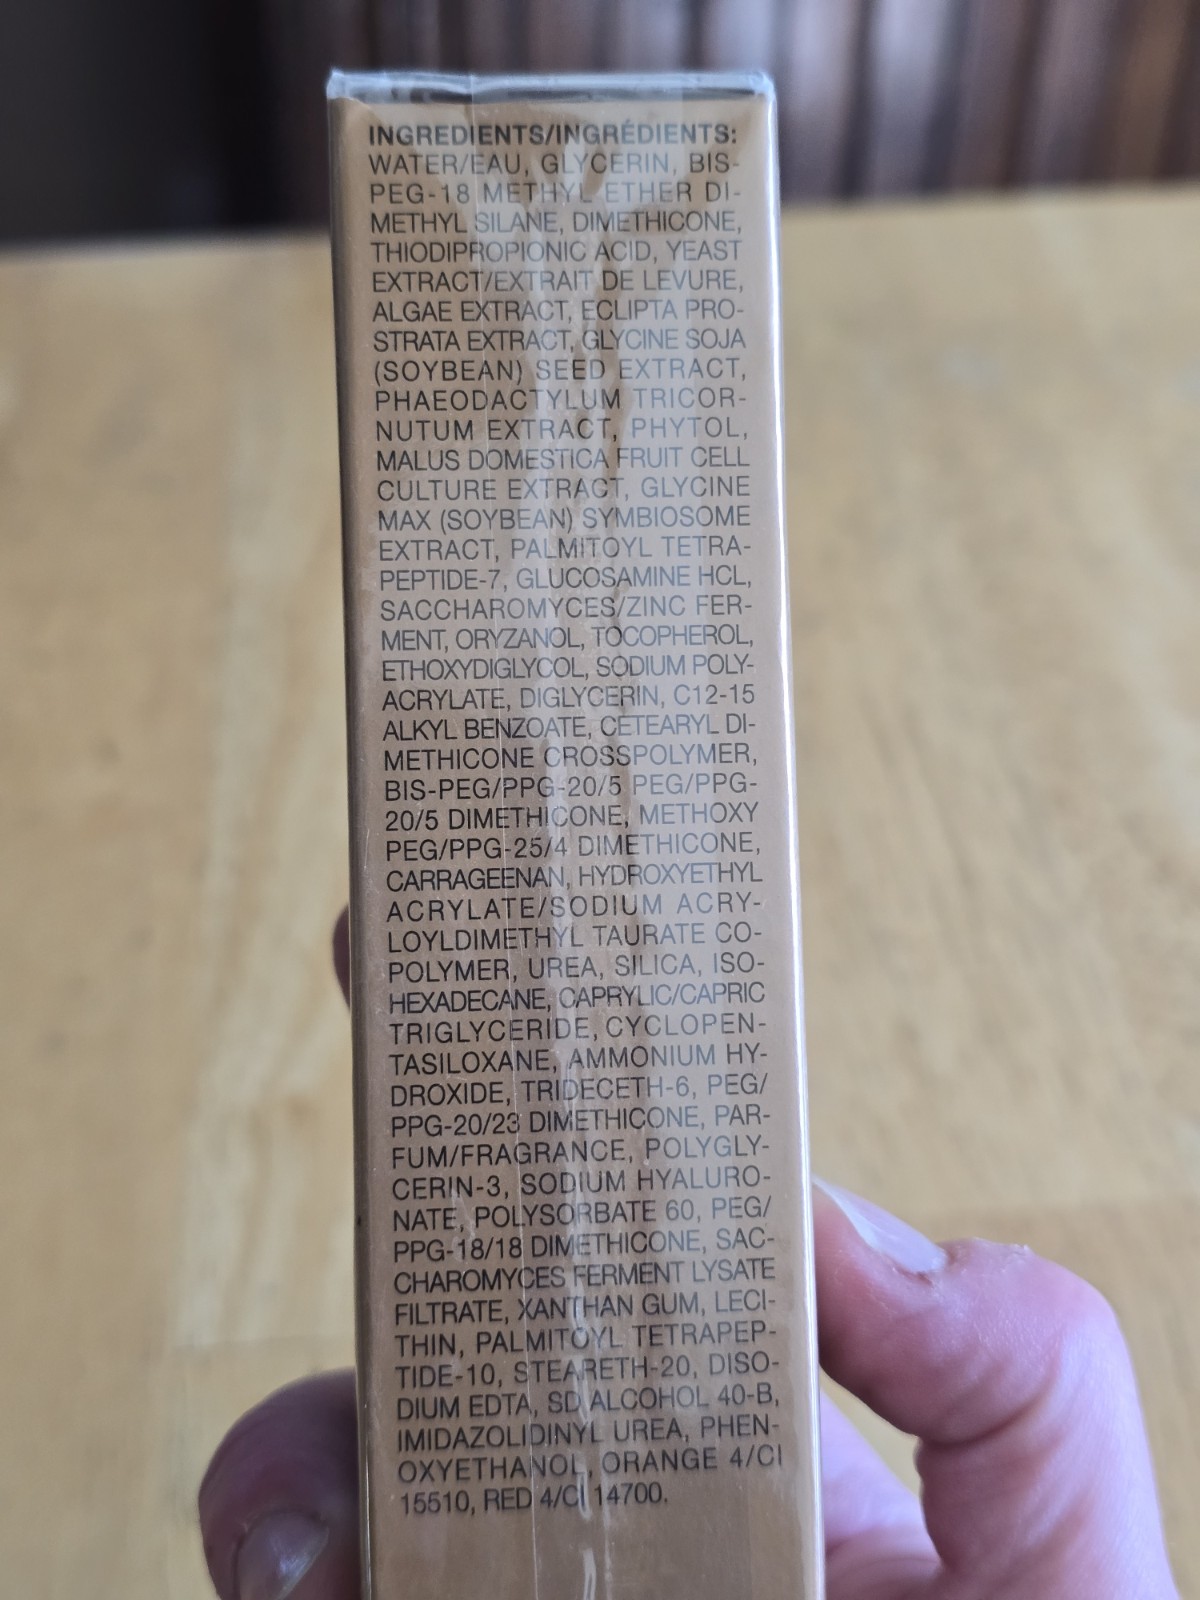 INGREDIENTS/INGRÉDIENTS:
WATER/EAU, GLYCERIN, BIS-
PEG-18 METHYL ETHER DI-
METHYL SILANE, DIMETHICONE,
THIODIPROPIONIC ACID, YEAST
EXTRACT/EXTRAIT DE LEVURE,
ALGAE EXTRACT, ECLIPTA PRO-
STRATA EXTRACT, GLYCINE SOJA
(SOYBEAN) SEED EXTRACT,
PHAEODACTYLUM TRICOR-
NUTUM EXTRACT, PHYTOL,
MALUS DOMESTICA FRUIT CELL
CULTURE EXTRACT, GLYCINE
MAX (SOYBEAN) SYMBIOSOME
EXTRACT, PALMITOYL TETRA-
PEPTIDE-7, GLUCOSAMINE HCL,
SACCHAROMYCES/ZINC FER-
MENT, ORYZANOL, TOCOPHEROL,
ETHOXYDIGLYCOL, SODIUM POLY-
ACRYLATE, DIGLYCERIN, C12-15
ALKYL BENZOATE, CETEARYL DI-
METHICONE CROSSPOLYMER,
BIS-PEG/PPG-20/5 PEG/PPG-
20/5 DIMETHICONE, METHOXY
PEG/PPG-25/4 DIMETHICONE,
CARRAGEENAN, HYDROXYETHYL
ACRYLATE/SODIUM ACRY-
LOYLDIMETHYL TAURATE CO-
POLYMER, UREA, SILICA, ISO-
HEXADECANE, CAPRYLIC/CAPRIC
TRIGLYCERIDE, CYCLOPEN-
TASILOXANE, AMMONIUM HY-
DROXIDE, TRIDECETH-6, PEG/
PPG-20/23 DIMETHICONE, PAR-
FUM/FRAGRANCE, POLYGLY-
CERIN-3, SODIUM HYALURO-
NATE, POLYSORBATE 60, PEG/
PPG-18/18 DIMETHICONE, SAC-
CHAROMYCES FERMENT LYSATE
FILTRATE, XANTHAN GUM, LECI-
THIN, PALMITOYL TETRAPEP-
TIDE-10, STEARETH-20, DISO-
DIUM EDTA, SD ALCOHOL 40-B,
IMIDAZOLIDINYL UREA, PHEN-
OXYETHANOL, ORANGE 4/CI
15510, RED 4/CI 14700.